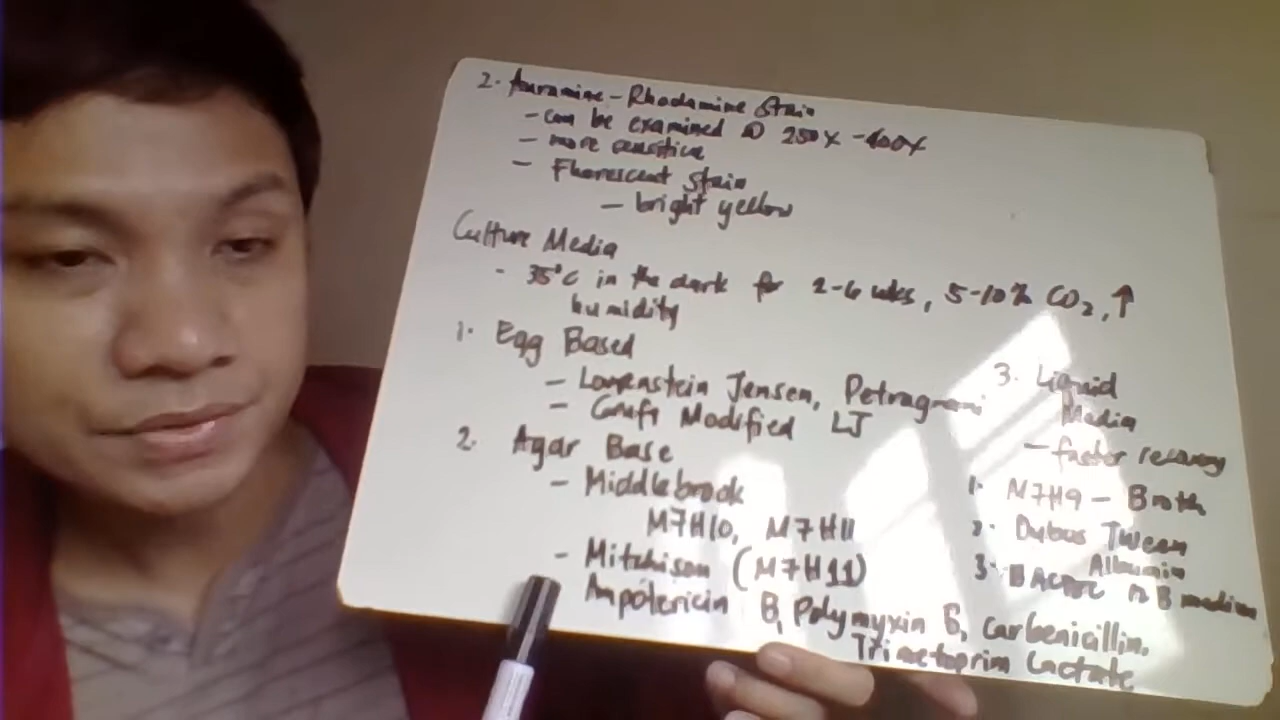 2. Auramine - Rhodamine Stain
- can be examined @ 250x - 400x
- more sensitive
- Fluorescent Stain
- bright yellow
Culture Media
- 35°C in the dark for 2-6 wks, 5-10% CO2, ↑
humidity
1. Egg Based
- Lowenstein Jensen, Petragnani
- Gruft Modified LJ
2. Agar Base
- Middlebrook
M7H10, M7H11
- Mitchison (M7H11)
Ampotericin B, Polymyxin B, Carbenicillin,
Trimetoprim Lactate
3. Liquid
Media
- faster recovery
1. M7H9 - Broth
2. Dubos Tween
Albumin
3. BACTEC 12B medium